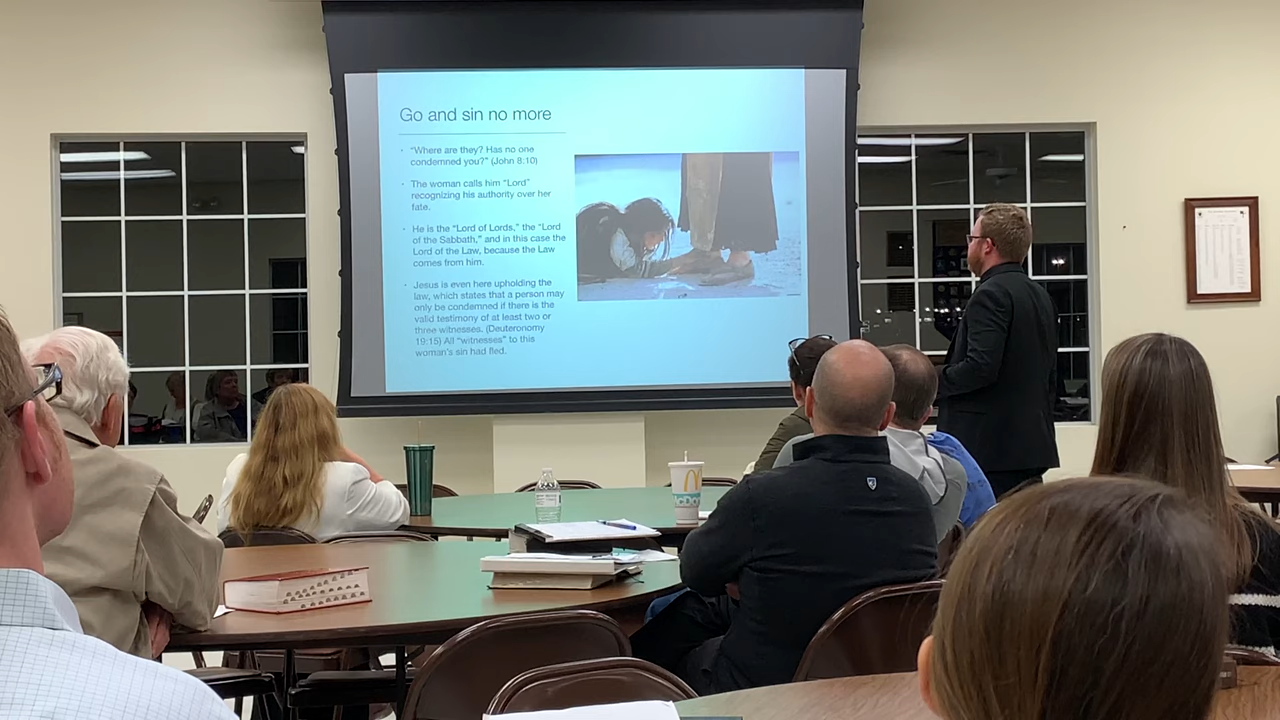 Go and sin no more
· "Where are they? Has no one
condemned you?" (John 8:10)
· The woman calls him "Lord"
recognizing his authority over her
fate.
· He is the "Lord of Lords," the "Lord
of the Sabbath," and in this case the
Lord of the Law, because the Law
comes from him.
· Jesus is even here upholding the
law, which states that a person may
only be condemned if there is the
valid testimony of at least two or
three witnesses. (Deuteronomy
19:15) All "witnesses" to this
woman's sin had fled.